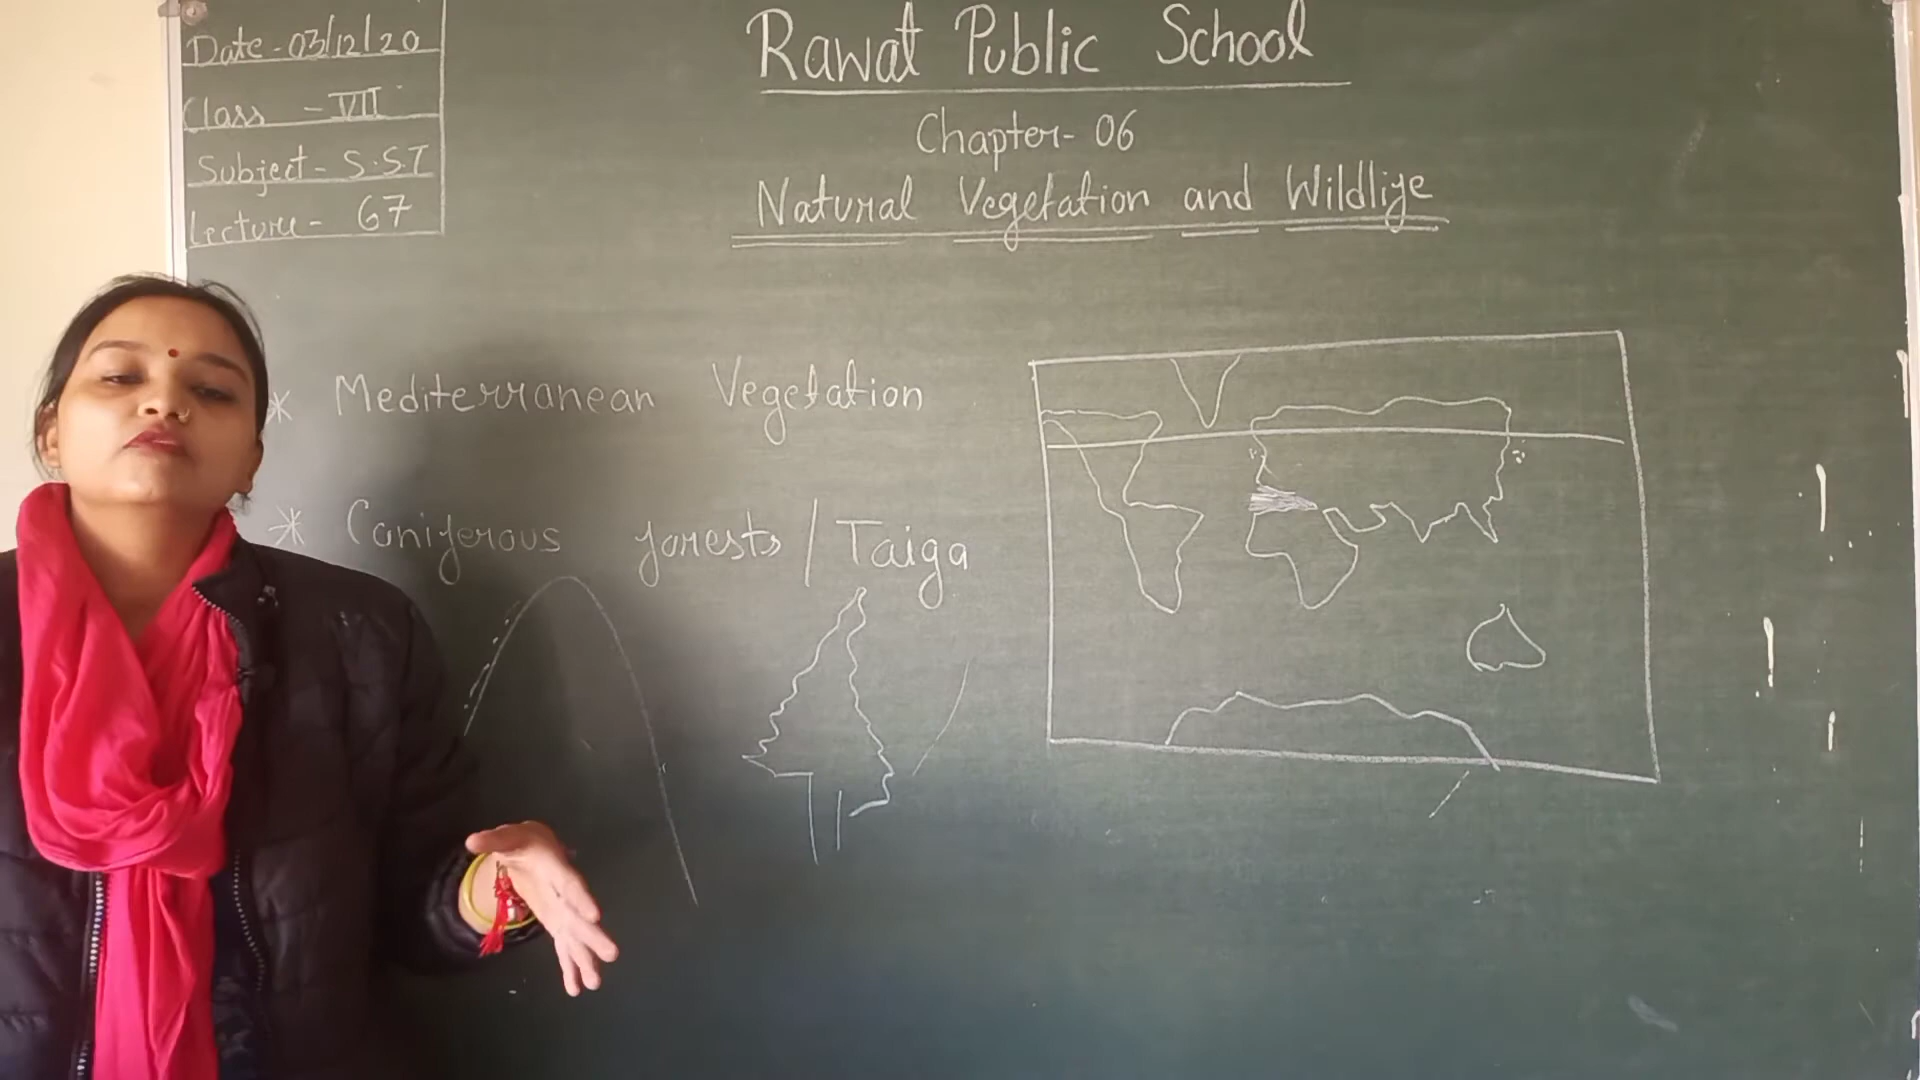 Date - 03/12/20
Class - VII
Subject - S.S.T
Lecture - 67
Rawat Public School
Chapter - 06
Natural Vegetation and Wildlife
* Mediterranean Vegetation
* Coniferous forests / Taiga